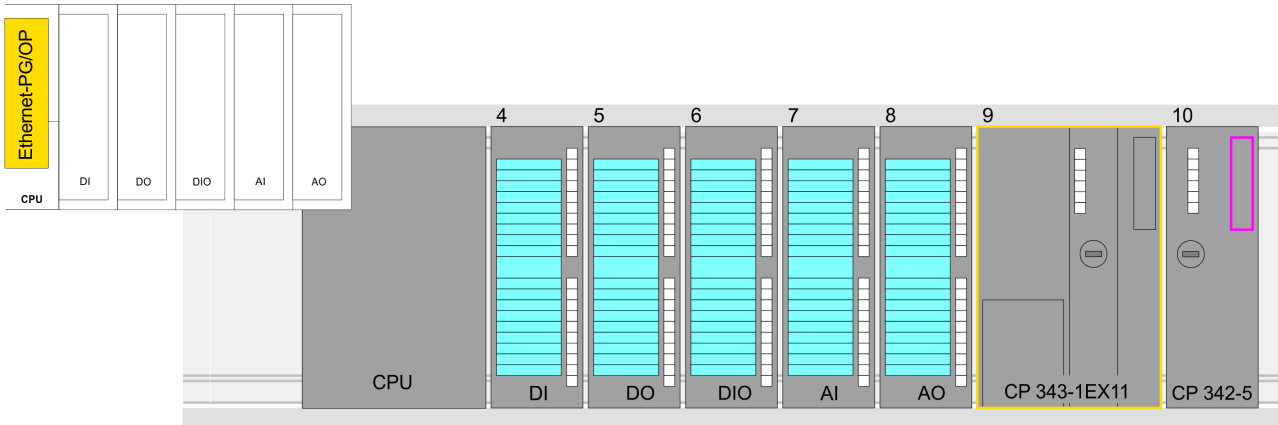 Ethernet-PG/OP
CPU
DI
DO
DIO
AI
AO
4
5
6
7
8
9
10
CPU
DI
DO
DIO
AI
AO
CP 343-1EX11
CP 342-5